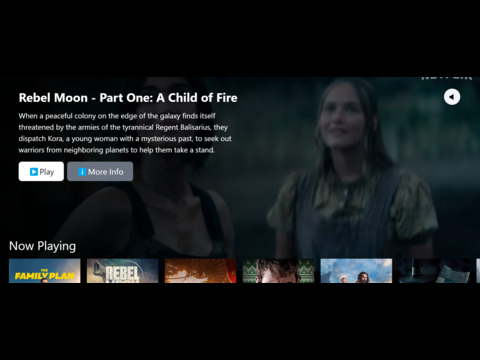 Rebel Moon - Part One: A Child of Fire
When a peaceful colony on the edge of the galaxy finds itself
threatened by the armies of the tyrannical Regent Balisarius, they
dispatch Kora, a young woman with a mysterious past, to seek out
warriors from neighboring planets to help them take a stand.
Play
More Info
Now Playing
FAMILY PLAN
REBEL